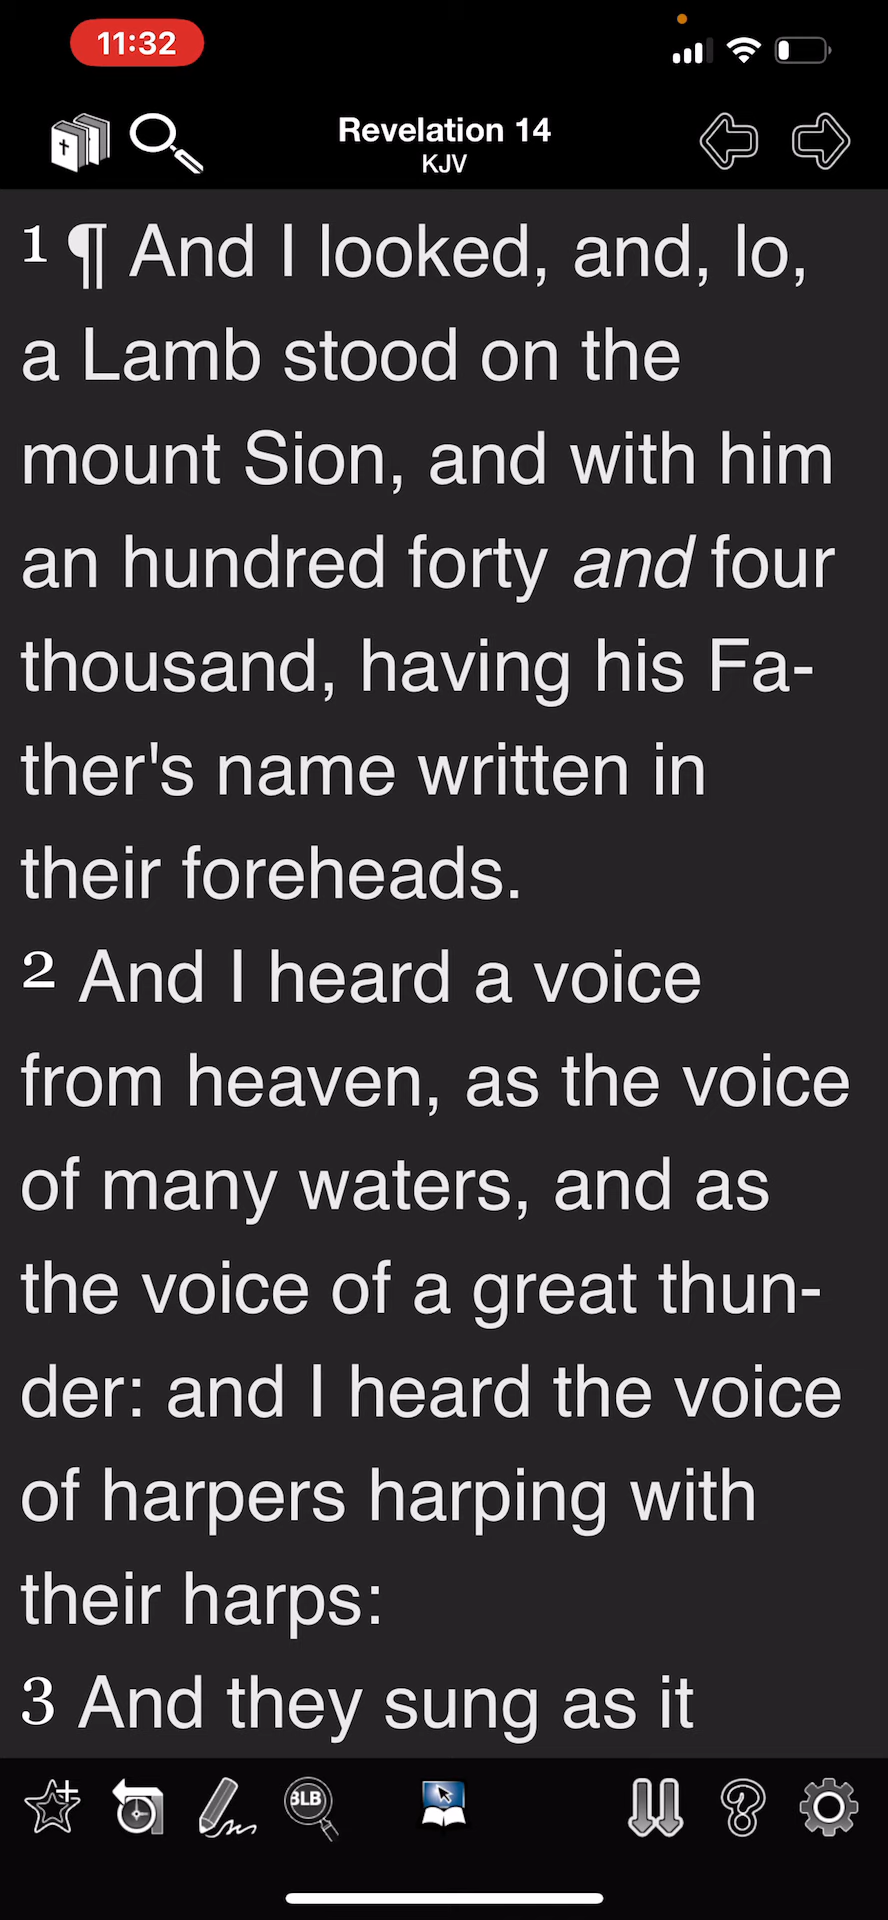 11:32
Revelation 14
KJV
1 ¶ And I looked, and, lo,
a Lamb stood on the
mount Sion, and with him
an hundred forty and four
thousand, having his Fa-
ther's name written in
their foreheads.
2 And I heard a voice
from heaven, as the voice
of many waters, and as
the voice of a great thun-
der: and I heard the voice
of harpers harping with
their harps:
3 And they sung as it
BLB